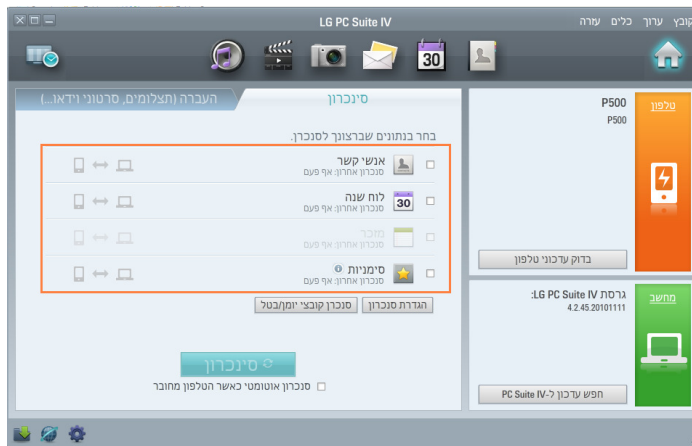 LG PC Suite IV
קובץ ערוך כלים עזרה
30
טלפון
P500
P500
בדוק עדכוני טלפון
מחשב
גרסת LG PC Suite IV:
4.2.45.20101111
חפש עדכון ל-PC Suite IV
סינכרון
העברה (תצלומים, סרטוני וידאו...)
בחר בנתונים שברצונך לסנכרן.
אנשי קשר
סנכרון אחרון: אף פעם
30
לוח שנה
סנכרון אחרון: אף פעם
מזכר
סנכרון אחרון: אף פעם
סימניות
סנכרון אחרון: אף פעם
הגדרת סנכרון
סנכרן קובצי יומן/בטל
סינכרון
סנכרון אוטומטי כאשר הטלפון מחובר